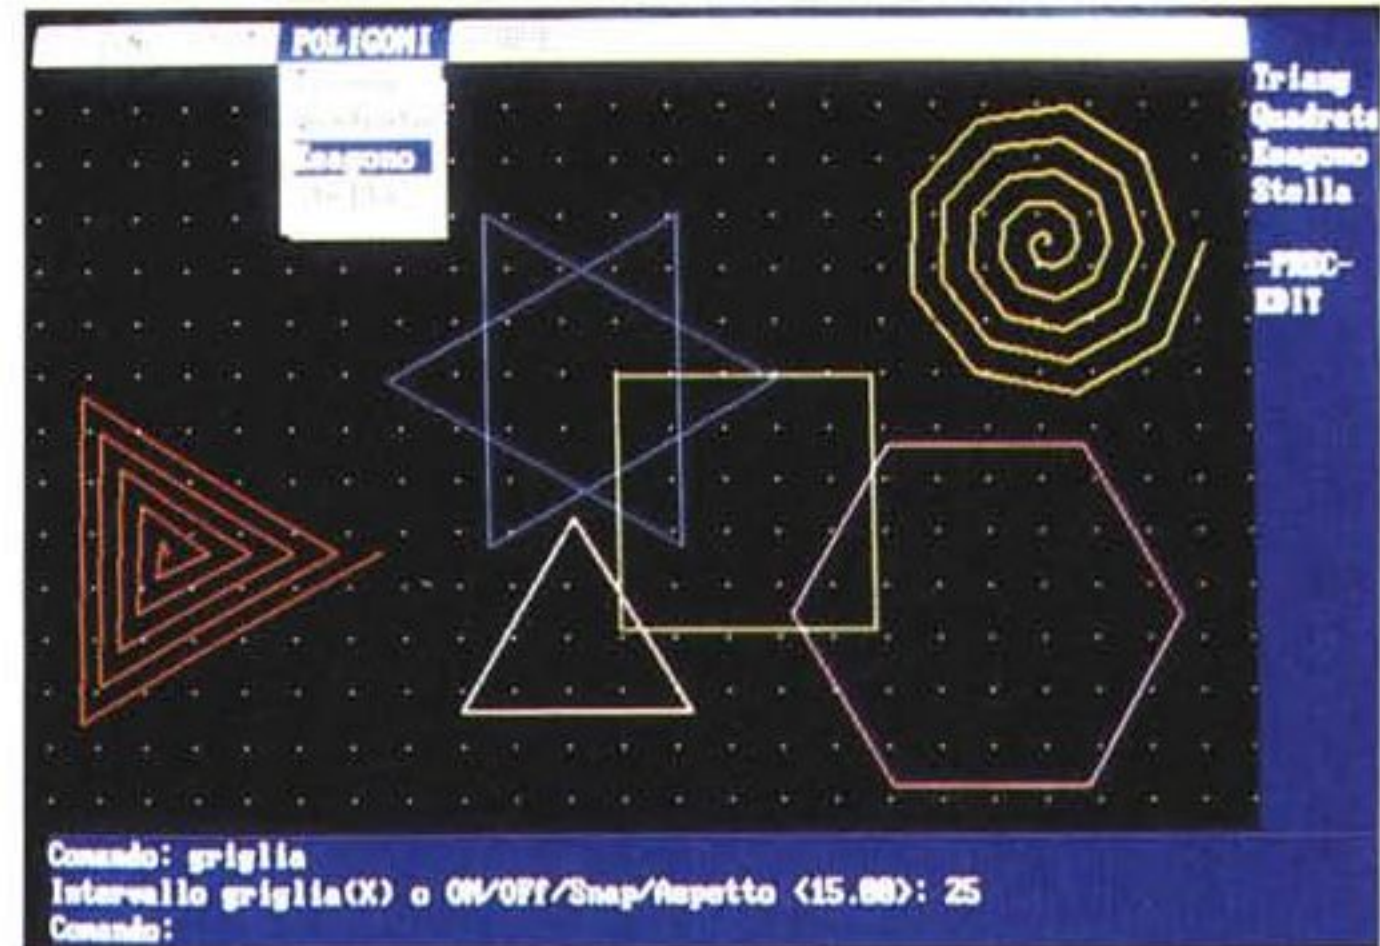 POLIGONI
Esagono
Triang
Quadrato
Esagono
Stella
-PREC-
EDIT
Comando: griglia
Intervallo griglia(X) o ON/OFf/Snap/Aspetto <15.00>: 25
Comando: